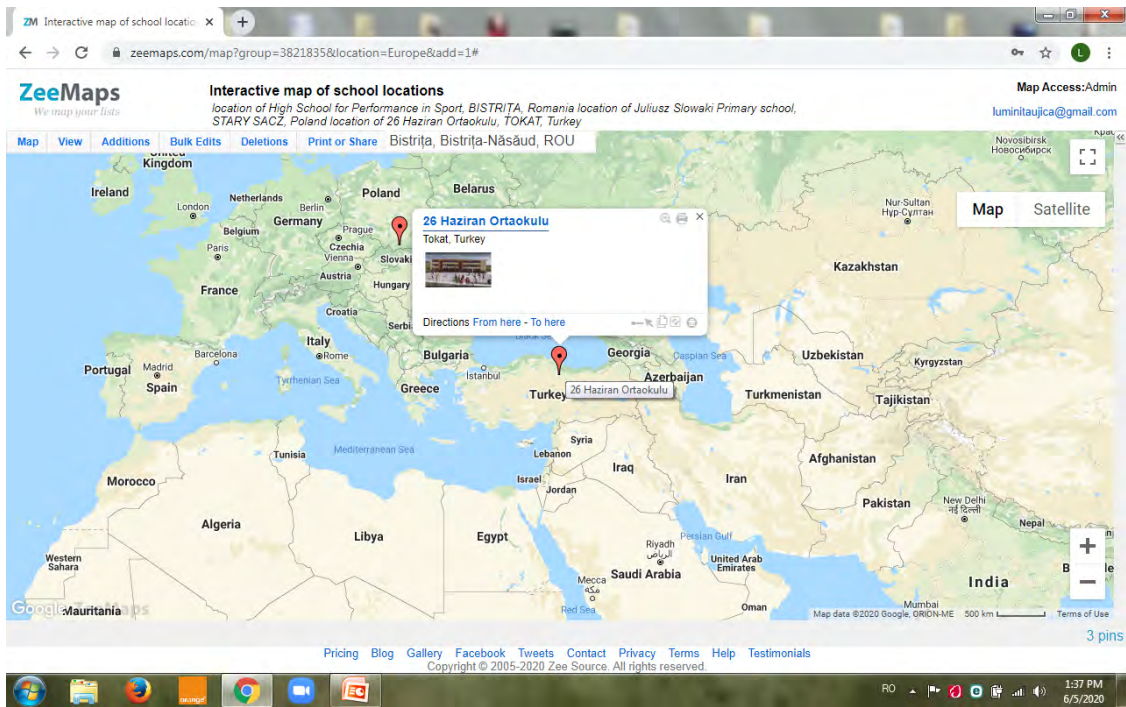 ZM Interactive map of school locatio
zeemaps.com/map?group=3821835&location=Europe&add=1#
L
ZeeMaps
We map your lists
Interactive map of school locations
location of High School for Performance in Sport, BISTRIȚA, Romania location of Juliusz Slowaki Primary school,
STARY SACZ, Poland location of 26 Haziran Ortaokulu, TOKAT, Turkey
Map Access:Admin
luminitaujica@gmail.com
Map View Additions Bulk Edits Deletions Print or Share Bistrița, Bistrița-Năsăud, ROU
Novosibirsk
Новосибирск
Kingdom
Ireland
London
Netherlands
Berlin
Poland
Belarus
Germany
Belgium
Prague
Czechia
Paris
Vienna
Slovaki
Austria
Hungary
France
Croatia
Serbi
Nur-Sultan
Нур-Султан
Map Satellite
Kazakhstan
26 Haziran Ortaokulu
Tokat, Turkey
Directions From here - To here
Italy
Rome
Barcelona
Portugal
Madrid
Spain
Tyrrhenian Sea
Bulgaria
Istanbul
Greece
Georgia
Caspian Sea
Azerbaijan
Turkey
26 Haziran Ortaokulu
Uzbekistan
Kyrgyzstan
Turkmenistan
Tajikistan
Tunisia
Mediterranean Sea
Syria
Lebanon
Iraq
Iran
Afghanistan
Morocco
Israel
Jordan
Pakistan
New Delhi
नई दिल्ली
Nepal
Algeria
Libya
Egypt
Riyadh
الرياض
Persian Gulf
United Arab
Emirates
Western
Sahara
Mecca
مكة
Saudi Arabia
India
Mauritania
Red Sea
Oman
Mumbai
Map data ©2020 Google, ORION-ME 500 km Terms of Use
3 pins
Pricing Blog Gallery Facebook Tweets Contact Privacy Terms Help Testimonials
Copyright © 2005-2020 Zee Source. All rights reserved.
orange
RO
1:37 PM
6/5/2020